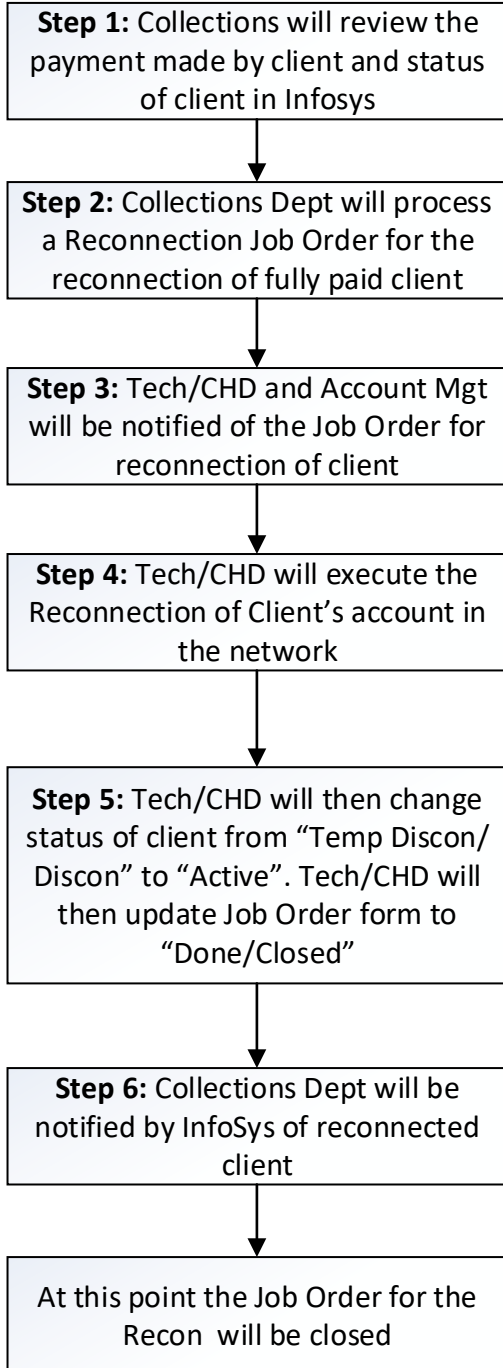 Step 1: Collections will review the
payment made by client and status
of client in Infosys
Step 2: Collections Dept will process
a Reconnection Job Order for the
reconnection of fully paid client
Step 3: Tech/CHD and Account Mgt
will be notified of the Job Order for
reconnection of client
Step 4: Tech/CHD will execute the
Reconnection of Client’s account in
the network
Step 5: Tech/CHD will then change
status of client from “Temp Discon/
Discon” to “Active”. Tech/CHD will
then update Job Order form to
“Done/Closed”
Step 6: Collections Dept will be
notified by InfoSys of reconnected
client
At this point the Job Order for the
Recon will be closed